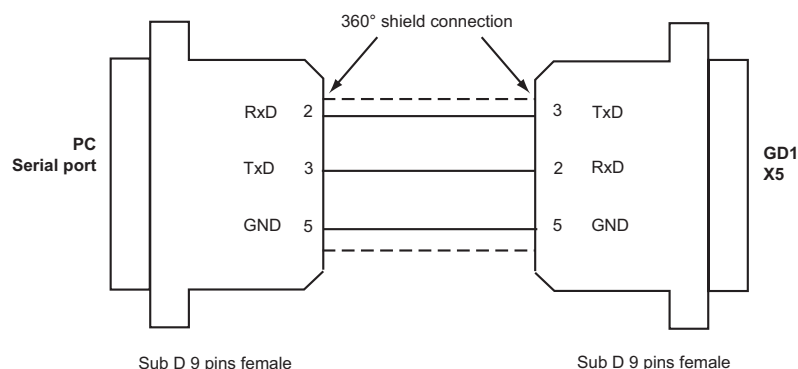 360° shield connection
RxD 2 3 TxD
PC
Serial port
TxD 3 2 RxD
GD1
X5
GND 5 5 GND
Sub D 9 pins female
Sub D 9 pins female